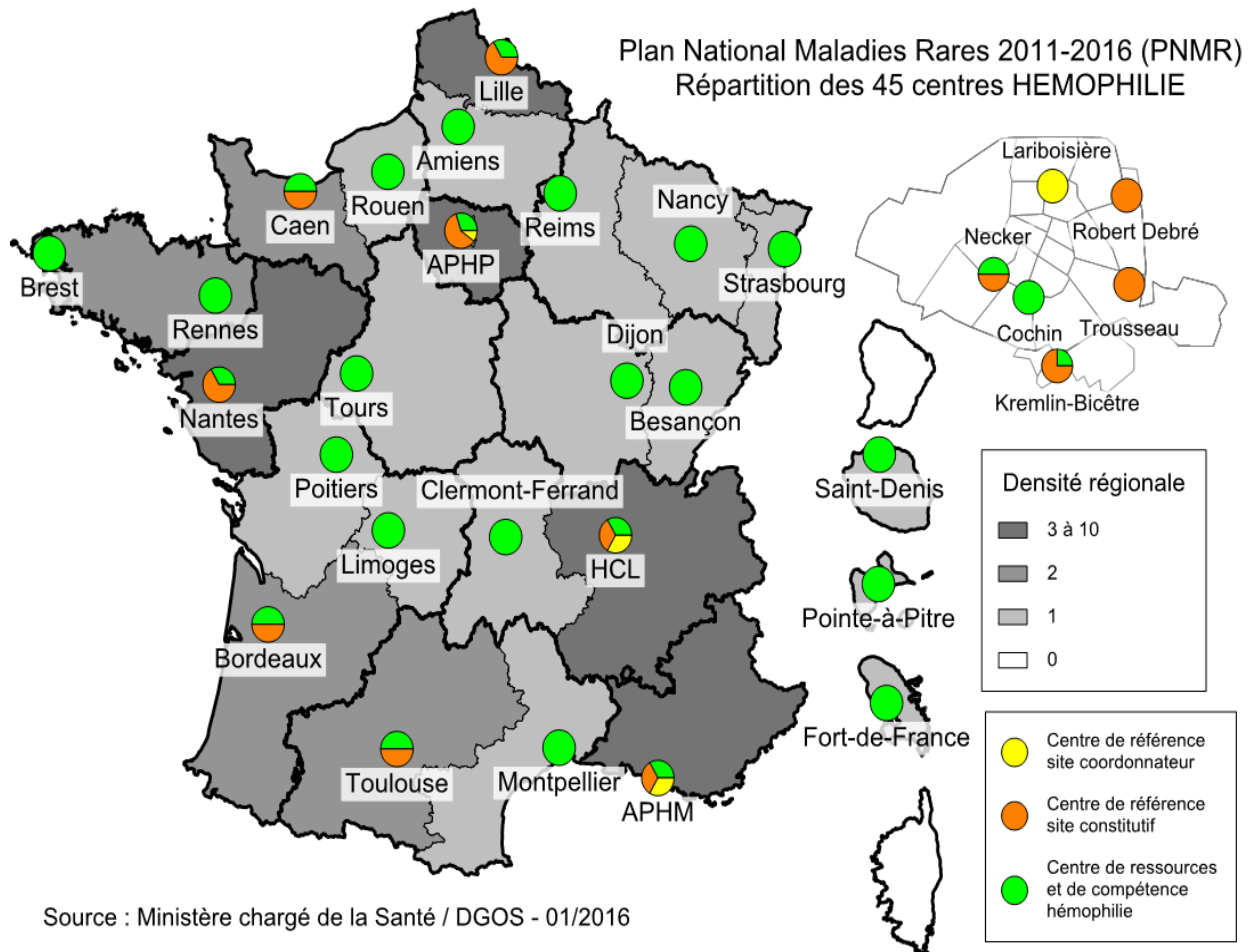 Plan National Maladies Rares 2011-2016 (PNMR)
Répartition des 45 centres HEMOPHILIE
Lille
Amiens
Rouen
Caen
Reims
Nancy
APHP
Strasbourg
Brest
Rennes
Dijon
Nantes
Tours
Besançon
Poitiers
Clermont-Ferrand
Limoges
HCL
Bordeaux
Toulouse
Montpellier
APHM
Lariboisière
Robert Debré
Necker
Cochin
Trousseau
Kremlin-Bicêtre
Saint-Denis
Pointe-à-Pitre
Fort-de-France
Densité régionale
3 à 10
2
1
0
Centre de référence
site coordonnateur
Centre de référence
site constitutif
Centre de ressources
et de compétence
hémophilie
Source : Ministère chargé de la Santé / DGOS - 01/2016